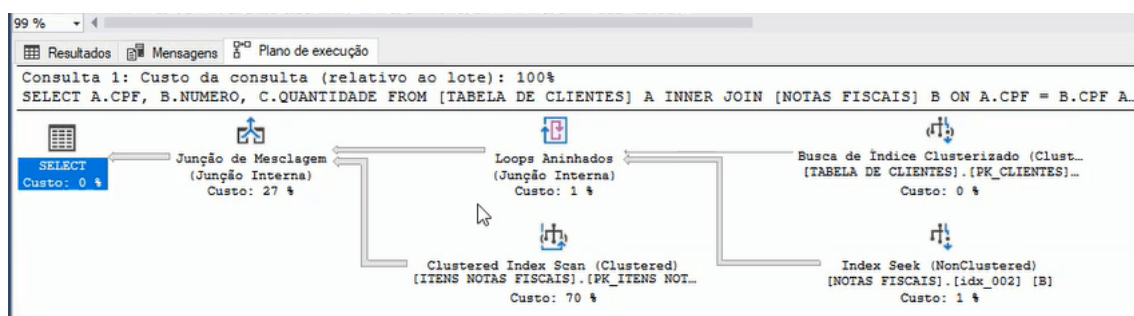 99 %
Resultados Mensagens Plano de execução
Consulta 1: Custo da consulta (relativo ao lote): 100%
SELECT A.CPF, B.NUMERO, C.QUANTIDADE FROM [TABELA DE CLIENTES] A INNER JOIN [NOTAS FISCAIS] B ON A.CPF = B.CPF A…
SELECT
Custo: 0 %
Junção de Mesclagem
(Junção Interna)
Custo: 27 %
Loops Aninhados
(Junção Interna)
Custo: 1 %
Busca de Índice Clusterizado (Clust…
[TABELA DE CLIENTES].[PK_CLIENTES]…
Custo: 0 %
Clustered Index Scan (Clustered)
[ITENS NOTAS FISCAIS].[PK_ITENS NOT…
Custo: 70 %
Index Seek (NonClustered)
[NOTAS FISCAIS].[idx_002] [B]
Custo: 1 %